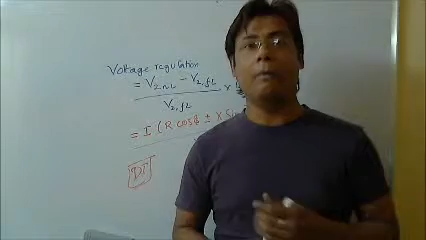 Voltage regulation
= V₂,nL − V₂,fL ×
V₂,fL
= I (R cosθ ± X
DT